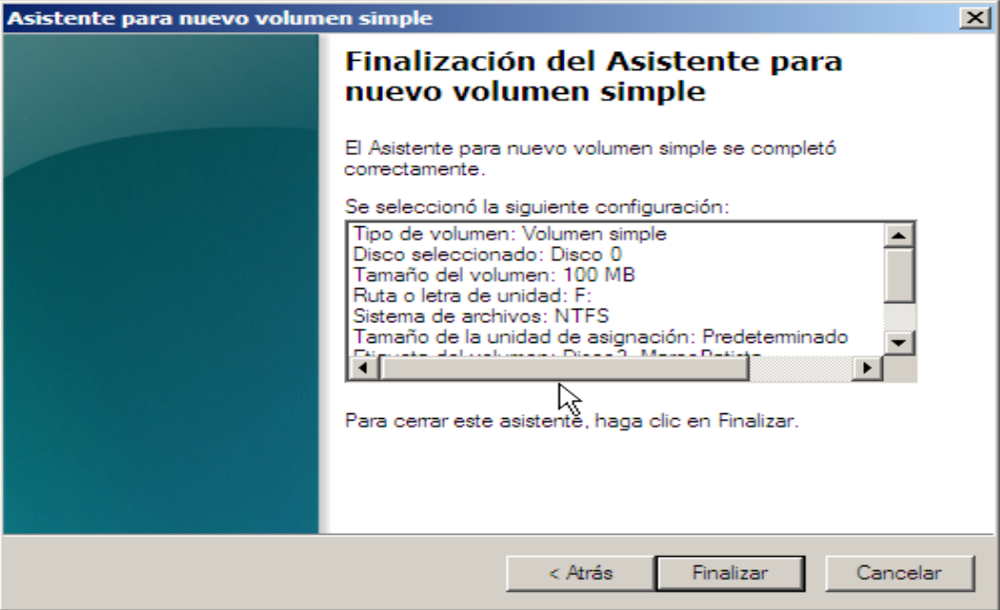 Asistente para nuevo volumen simple
Finalización del Asistente para
nuevo volumen simple
El Asistente para nuevo volumen simple se completó
correctamente.
Se seleccionó la siguiente configuración:
Tipo de volumen: Volumen simple
Disco seleccionado: Disco 0
Tamaño del volumen: 100 MB
Ruta o letra de unidad: F:
Sistema de archivos: NTFS
Tamaño de la unidad de asignación: Predeterminado
Etiqueta del volumen:
Para cerrar este asistente, haga clic en Finalizar.
< Atrás
Finalizar
Cancelar